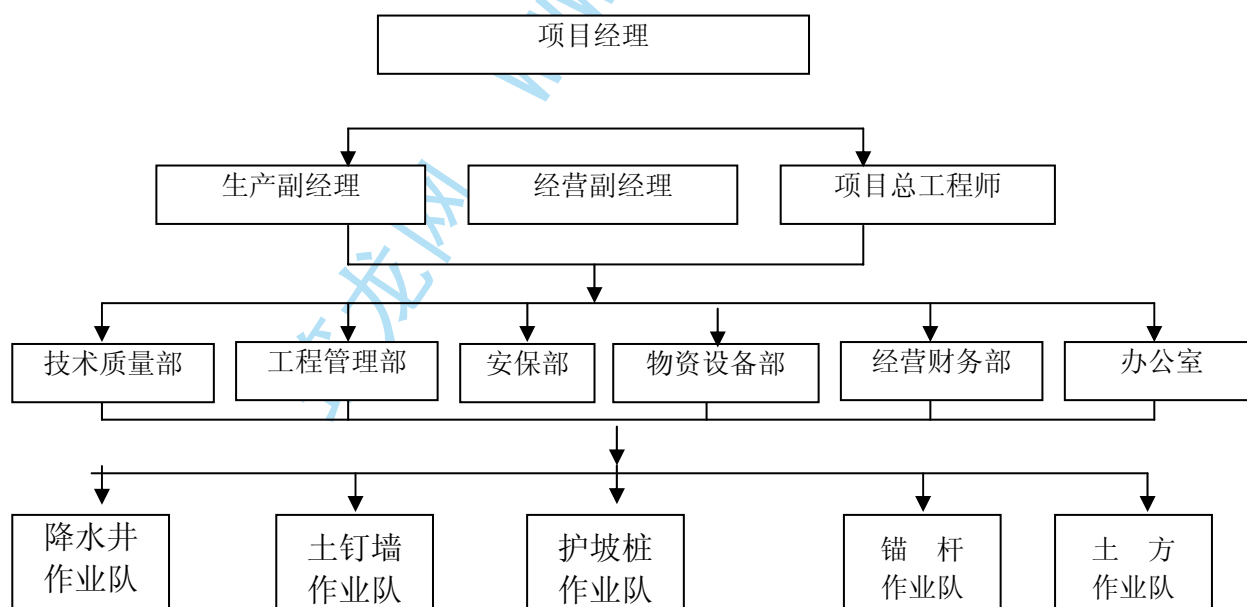 项目经理
生产副经理
经营副经理
项目总工程师
技术质量部
工程管理部
安保部
物资设备部
经营财务部
办公室
降水井
作业队
土钉墙
作业队
护坡桩
作业队
锚 杆
作业队
土 方
作业队